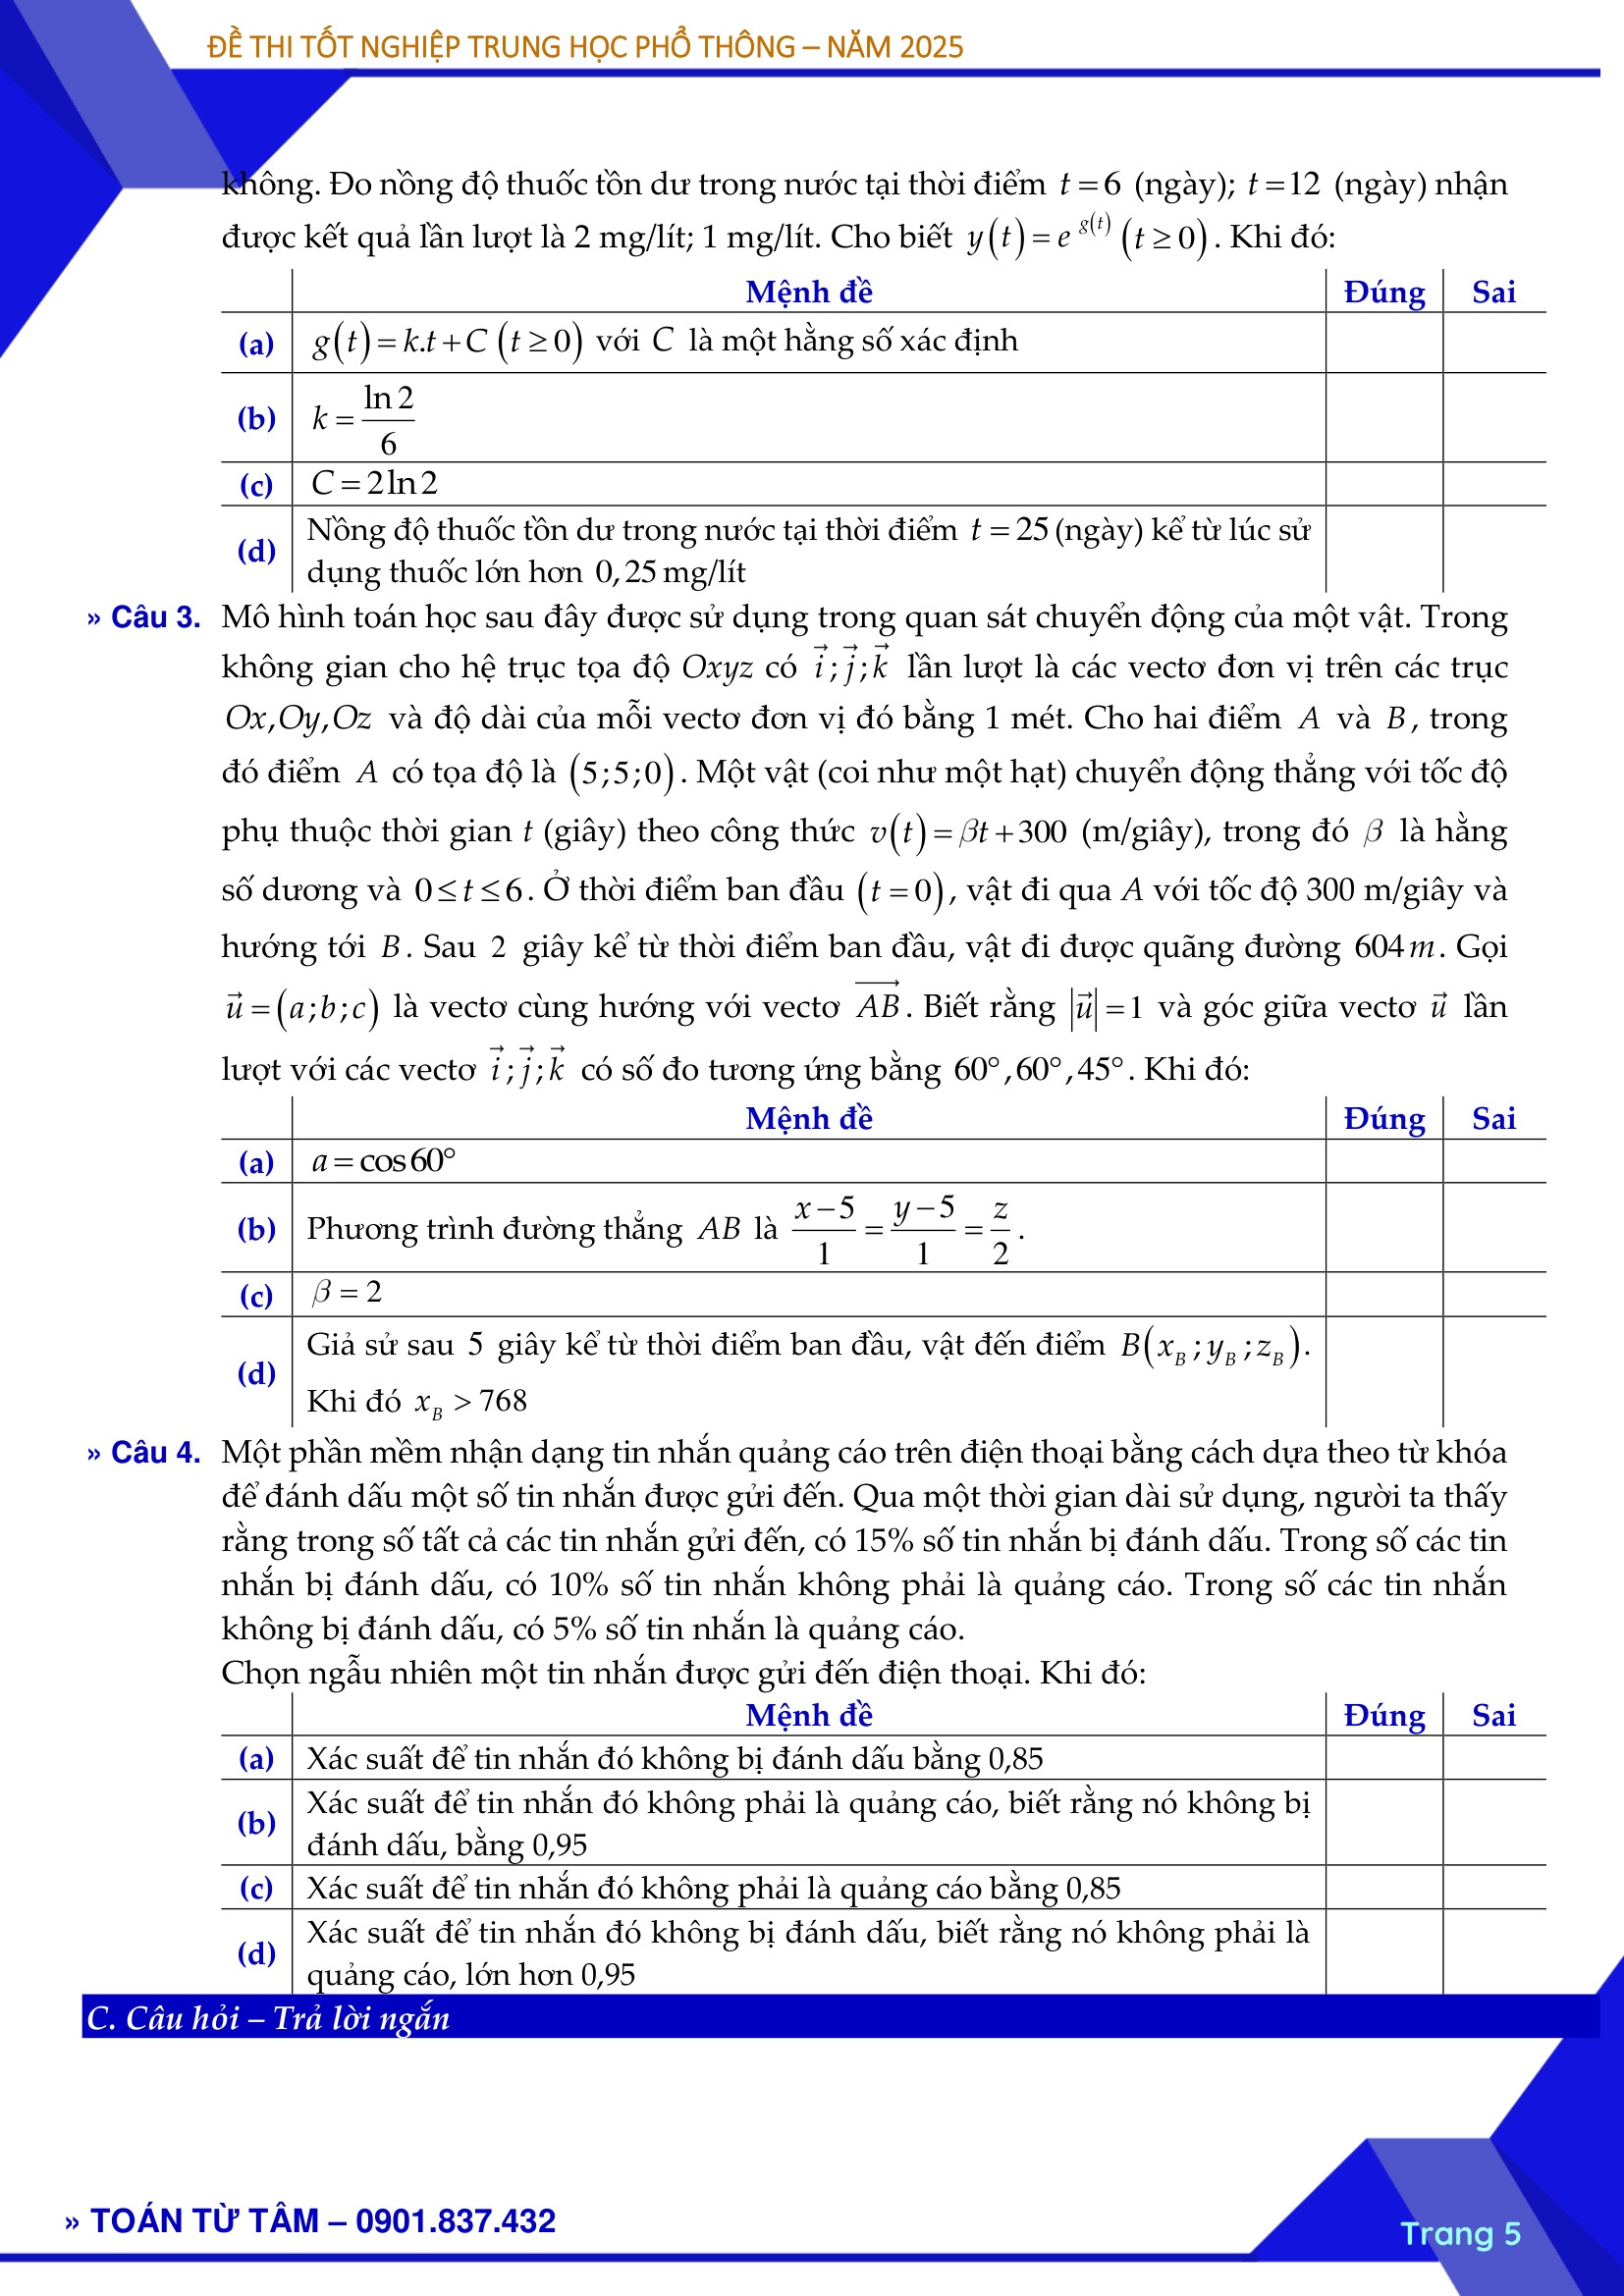 ĐỀ THI TỐT NGHIỆP TRUNG HỌC PHỔ THÔNG – NĂM 2025
không. Đo nồng độ thuốc tồn dư trong nước tại thời điểm t = 6 (ngày); t = 12 (ngày) nhận
được kết quả lần lượt là 2 mg/lít; 1 mg/lít. Cho biết y(t) = e^{g(t)} (t ≥ 0). Khi đó:
Mệnh đề Đúng Sai
(a) g(t) = k.t + C (t ≥ 0) với C là một hằng số xác định
(b) k = ln 2 / 6
(c) C = 2 ln 2
(d) Nồng độ thuốc tồn dư trong nước tại thời điểm t = 25 (ngày) kể từ lúc sử
dụng thuốc lớn hơn 0,25 mg/lít
» Câu 3. Mô hình toán học sau đây được sử dụng trong quan sát chuyển động của một vật. Trong
không gian cho hệ trục tọa độ Oxyz có i⃗; j⃗; k⃗ lần lượt là các vectơ đơn vị trên các trục
Ox, Oy, Oz và độ dài của mỗi vectơ đơn vị đó bằng 1 mét. Cho hai điểm A và B, trong
đó điểm A có tọa độ là (5;5;0). Một vật (coi như một hạt) chuyển động thẳng với tốc độ
phụ thuộc thời gian t (giây) theo công thức v(t) = βt + 300 (m/giây), trong đó β là hằng
số dương và 0 ≤ t ≤ 6. Ở thời điểm ban đầu (t = 0), vật đi qua A với tốc độ 300 m/giây và
hướng tới B. Sau 2 giây kể từ thời điểm ban đầu, vật đi được quãng đường 604 m. Gọi
u⃗ = (a;b;c) là vectơ cùng hướng với vectơ AB⃗. Biết rằng |u⃗| = 1 và góc giữa vectơ u⃗ lần
lượt với các vectơ i⃗; j⃗; k⃗ có số đo tương ứng bằng 60°, 60°, 45°. Khi đó:
Mệnh đề Đúng Sai
(a) a = cos 60°
(b) Phương trình đường thẳng AB là (x − 5)/1 = (y − 5)/1 = z/2.
(c) β = 2
(d) Giả sử sau 5 giây kể từ thời điểm ban đầu, vật đến điểm B(x_B; y_B; z_B).
Khi đó x_B > 768
» Câu 4. Một phần mềm nhận dạng tin nhắn quảng cáo trên điện thoại bằng cách dựa theo từ khóa
để đánh dấu một số tin nhắn được gửi đến. Qua một thời gian dài sử dụng, người ta thấy
rằng trong số tất cả các tin nhắn gửi đến, có 15% số tin nhắn bị đánh dấu. Trong số các tin
nhắn bị đánh dấu, có 10% số tin nhắn không phải là quảng cáo. Trong số các tin nhắn
không bị đánh dấu, có 5% số tin nhắn là quảng cáo.
Chọn ngẫu nhiên một tin nhắn được gửi đến điện thoại. Khi đó:
Mệnh đề Đúng Sai
(a) Xác suất để tin nhắn đó không bị đánh dấu bằng 0,85
(b) Xác suất để tin nhắn đó không phải là quảng cáo, biết rằng nó không bị
đánh dấu, bằng 0,95
(c) Xác suất để tin nhắn đó không phải là quảng cáo bằng 0,85
(d) Xác suất để tin nhắn đó không bị đánh dấu, biết rằng nó không phải là
quảng cáo, lớn hơn 0,95
C. Câu hỏi – Trả lời ngắn
» TOÁN TỪ TÂM – 0901.837.432
Trang 5